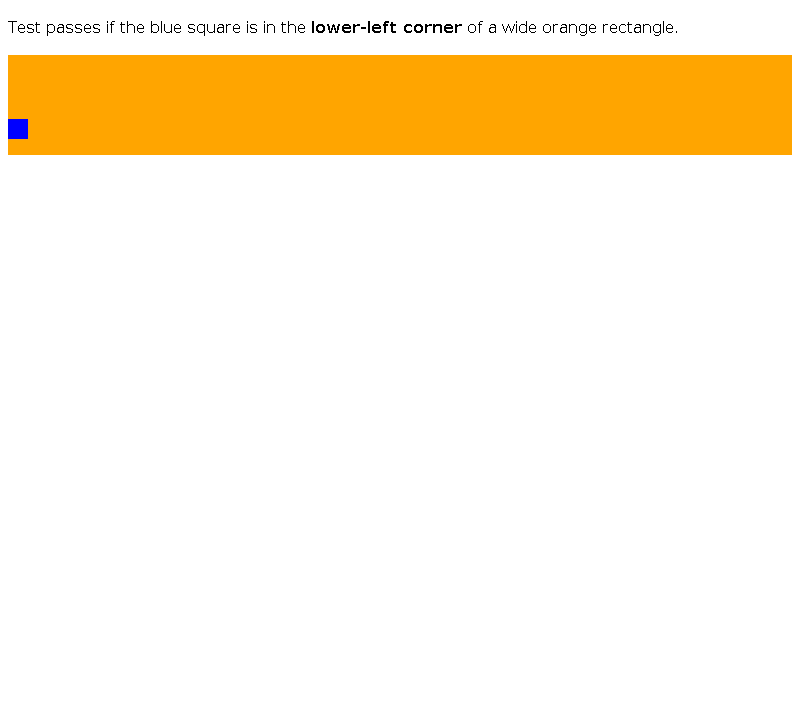 Test passes if the blue square is in the lower-left corner of a wide orange rectangle.